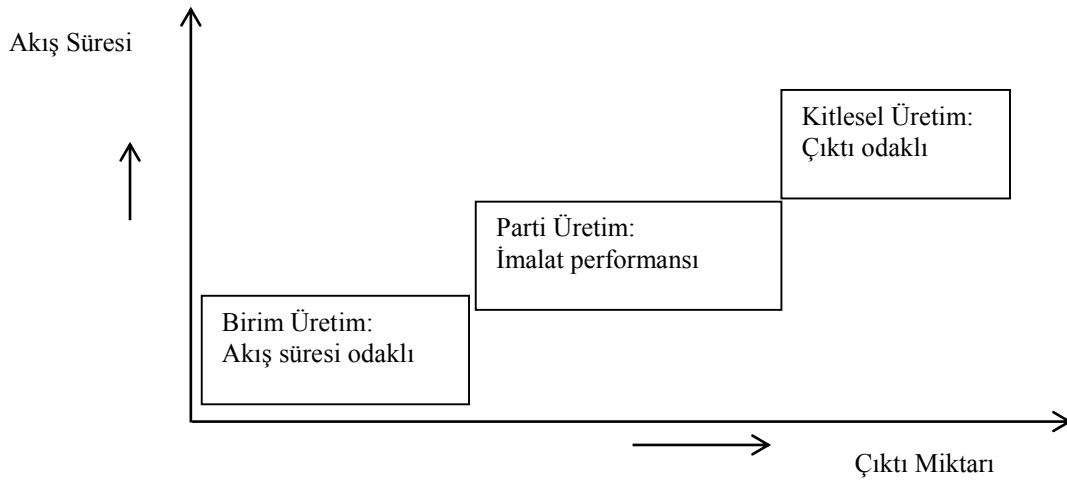 Akış Süresi
Kitlesel Üretim:
Çıktı odaklı
Parti Üretim:
İmalat performansı
Birim Üretim:
Akış süresi odaklı
Çıktı Miktarı